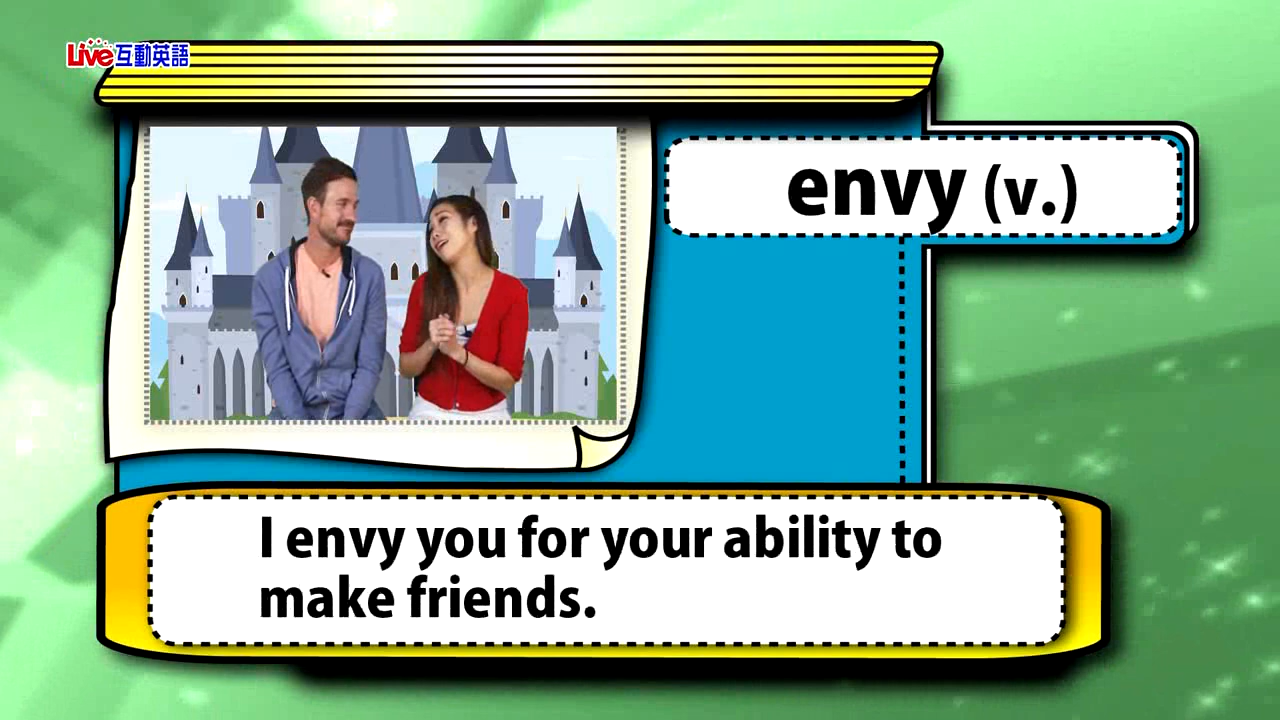 Live互動英語
envy (v.)
I envy you for your ability to
make friends.